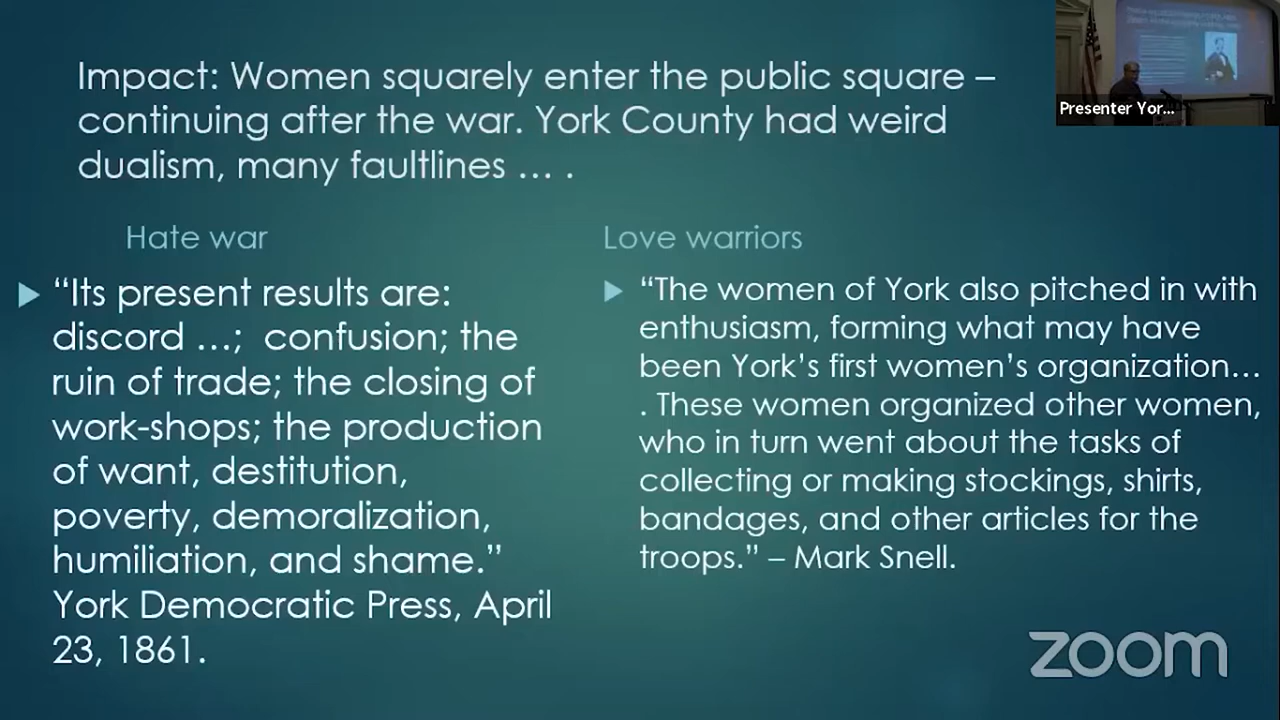 Impact: Women squarely enter the public square –
continuing after the war. York County had weird
dualism, many faultlines … .
Hate war
“Its present results are:
discord …; confusion; the
ruin of trade; the closing of
work-shops; the production
of want, destitution,
poverty, demoralization,
humiliation, and shame.”
York Democratic Press, April
23, 1861.
Love warriors
“The women of York also pitched in with
enthusiasm, forming what may have
been York’s first women’s organization…
. These women organized other women,
who in turn went about the tasks of
collecting or making stockings, shirts,
bandages, and other articles for the
troops.” – Mark Snell.
Presenter Yor...
zoom